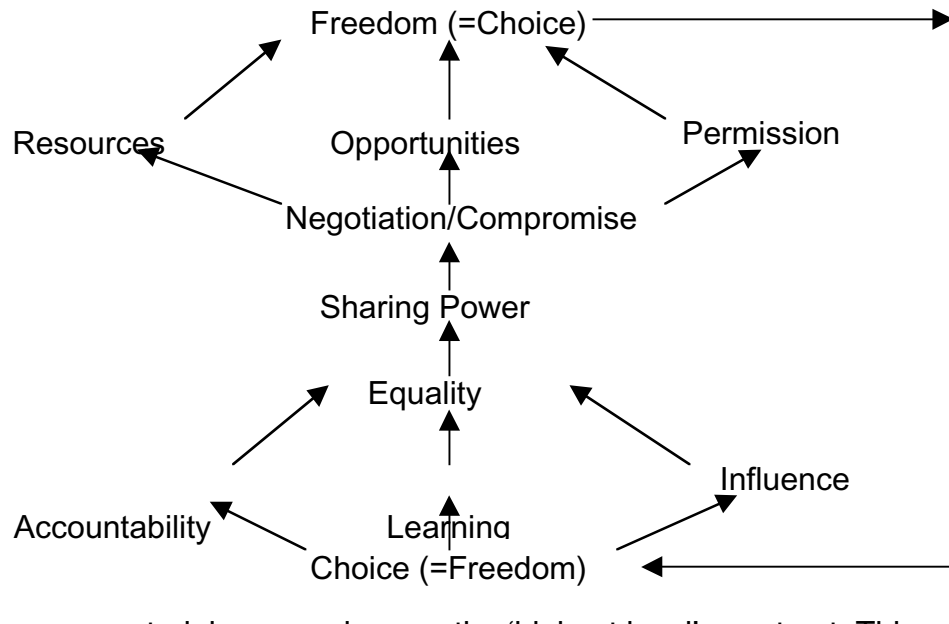 Freedom (=Choice)
Resources Opportunities Permission
Negotiation/Compromise
Sharing Power
Equality
Influence
Accountability Learning
Choice (=Freedom)